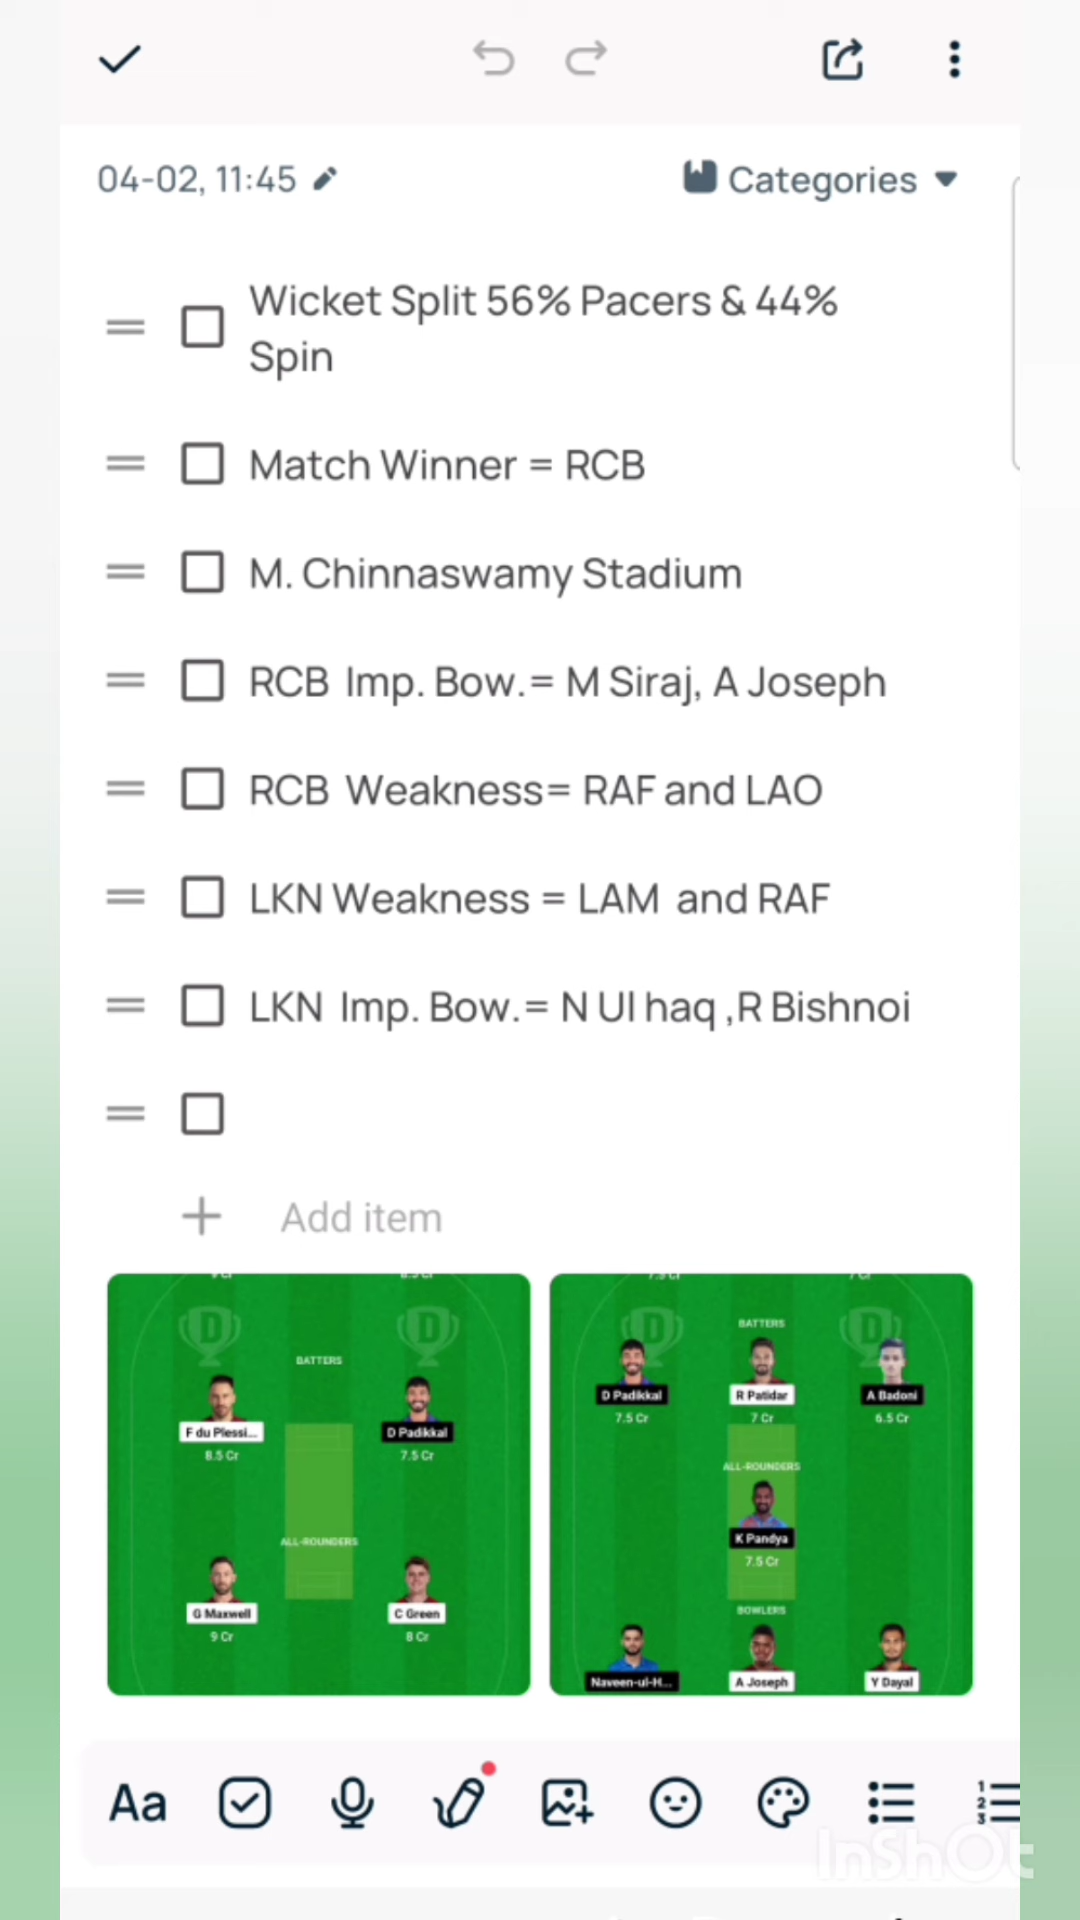 04-02, 11:45
Categories
Wicket Split 56% Pacers & 44%
Spin
Match Winner = RCB
M. Chinnaswamy Stadium
RCB Imp. Bow.= M Siraj, A Joseph
RCB Weakness= RAF and LAO
LKN Weakness = LAM and RAF
LKN Imp. Bow.= N Ul haq ,R Bishnoi
Add item
BATTERS
F du Plessi...
D Padikkal
8.5 Cr
7.5 Cr
ALL-ROUNDERS
G Maxwell
C Green
9 Cr
8 Cr
BATTERS
D Padikkal
R Patidar
A Badoni
7.5 Cr
7 Cr
6.5 Cr
ALL-ROUNDERS
K Pandya
7.5 Cr
BOWLERS
Naveen-ul-H...
A Joseph
Y Dayal
Aa
InShOt